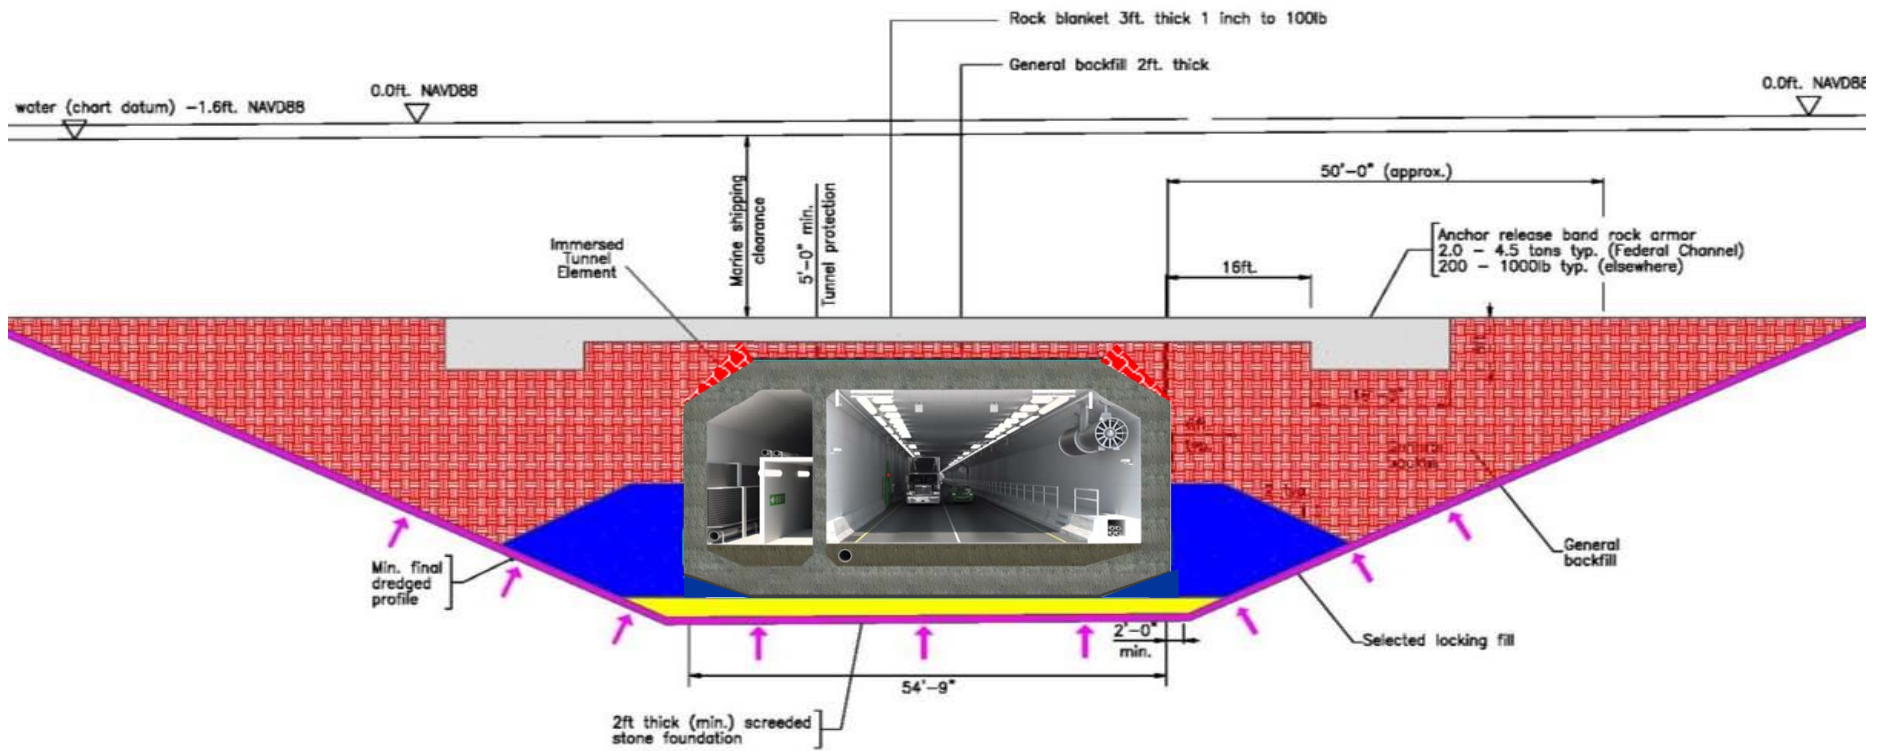 Rock blanket 3ft. thick 1 inch to 100lb
General backfill 2ft. thick
water (chart datum) -1.6ft. NAVD88
0.0ft. NAVD88
0.0ft. NAVD88
50'-0" (approx.)
Marine shipping
clearance
5'-0" min.
Tunnel protection
Immersed
Tunnel
Element
16ft.
Anchor release band rock armor
2.0 - 4.5 tons typ. (Federal Channel)
200 - 1000lb typ. (elsewhere)
General
backfill
Min. final
dredged
profile
General
backfill
Selected locking fill
2'-0"
min.
54'-9"
2ft thick (min.) screeded
stone foundation